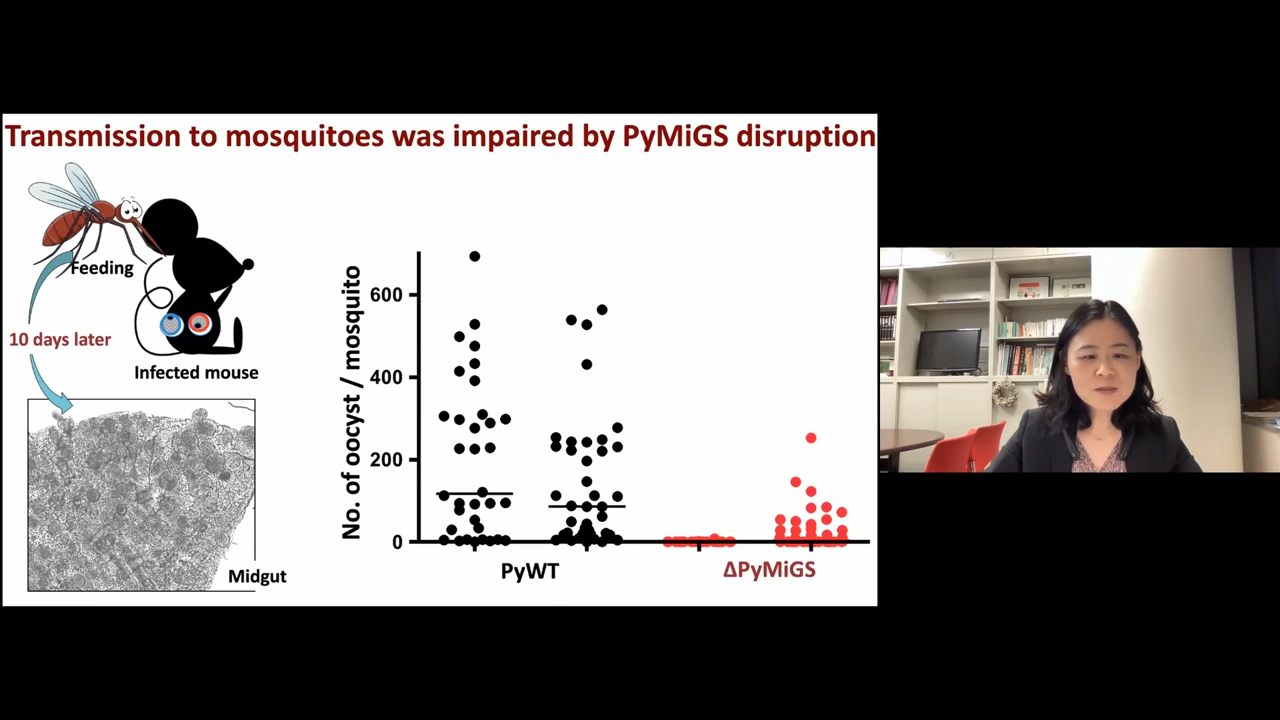 Transmission to mosquitoes was impaired by PyMiGS disruption
Feeding
10 days later
Infected mouse
Midgut
No. of oocyst / mosquito
600
400
200
0
PyWT
ΔPyMiGS